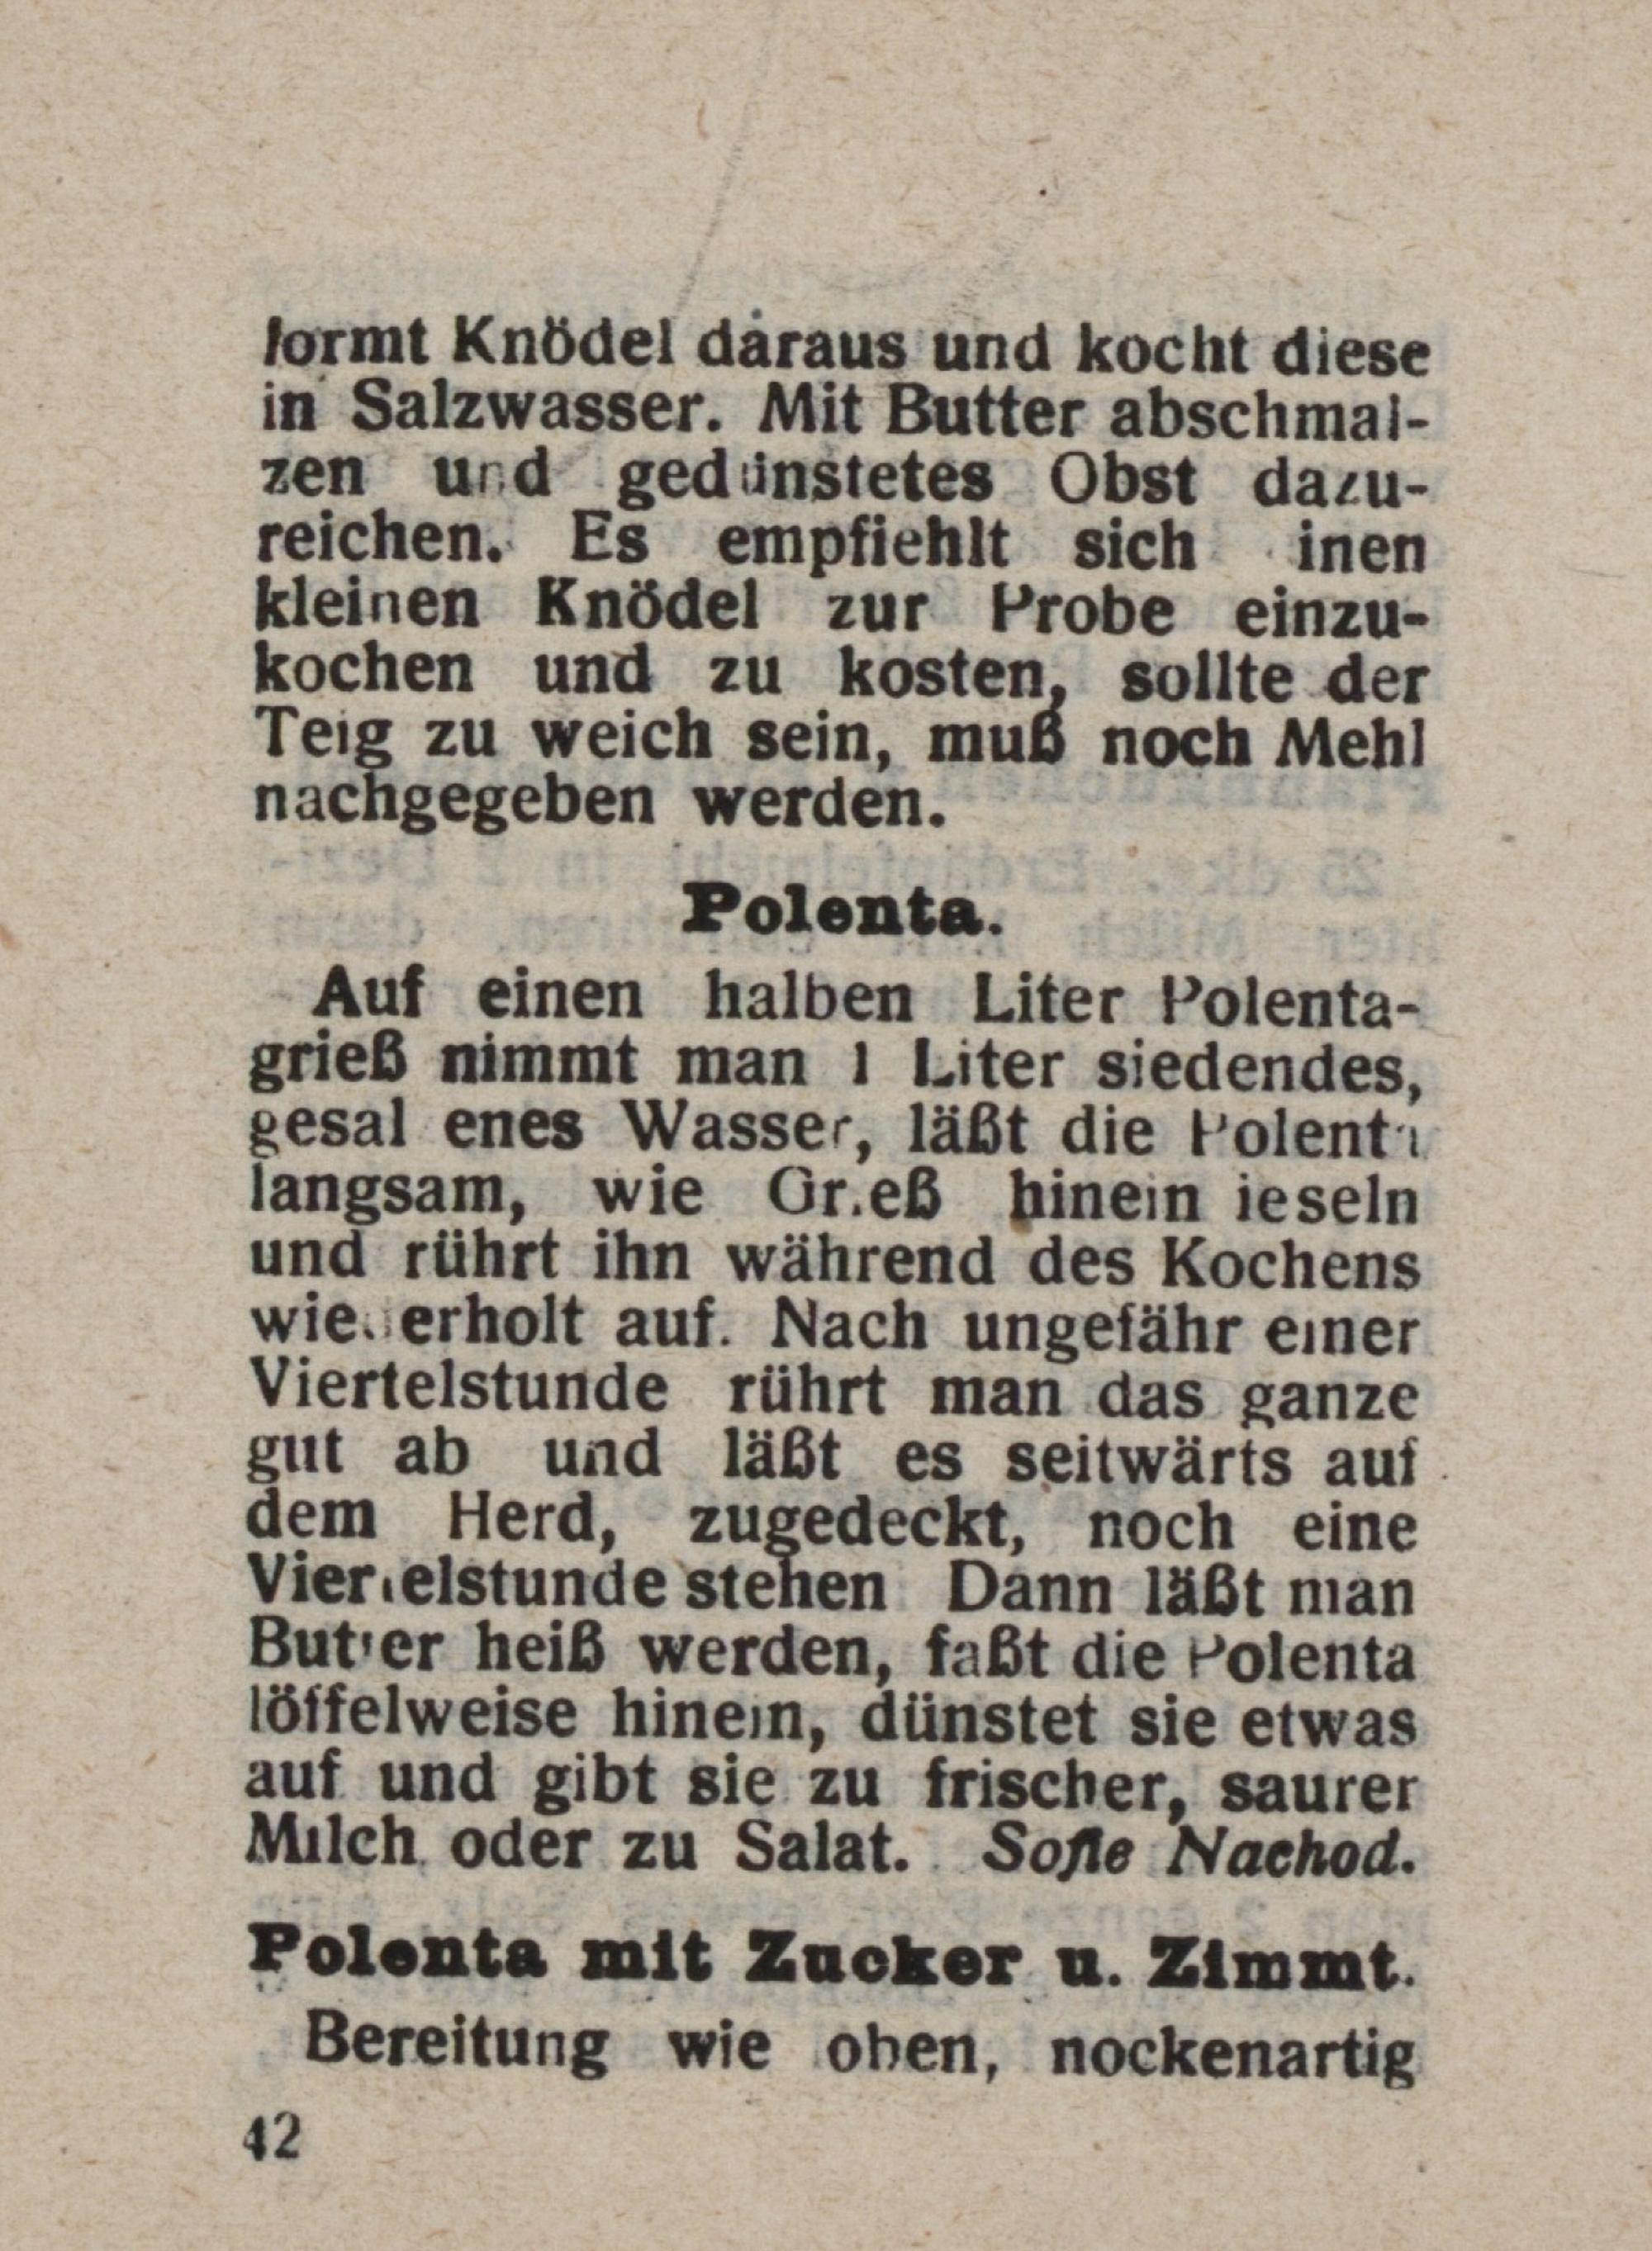 formt Knödel daraus und kocht diese
in Salzwasser. Mit Butter abschmal-
zen und gedünstetes Obst dazu-
reichen. Es empfiehlt sich inen
kleinen Knödel zur Probe einzu-
kochen und zu kosten, sollte der
Teig zu weich sein, muß noch Mehl
nachgegeben werden.
Polenta.
Auf einen halben Liter Polenta-
grieß nimmt man 1 Liter siedendes,
gesal enes Wasser, läßt die Polenta
langsam, wie Grieß hinein ieseln
und rührt ihn während des Kochens
wiederholt auf. Nach ungefähr einer
Viertelstunde rührt man das ganze
gut ab und läßt es seitwärts auf
dem Herd, zugedeckt, noch eine
Viertelstunde stehen Dann läßt man
Butter heiß werden, faßt die Polenta
löffelweise hinein, dünstet sie etwas
auf und gibt sie zu frischer, saurer
Milch oder zu Salat. Sofie Nachod.
Polenta mit Zucker u. Zimmt.
Bereitung wie oben, nockenartig
42